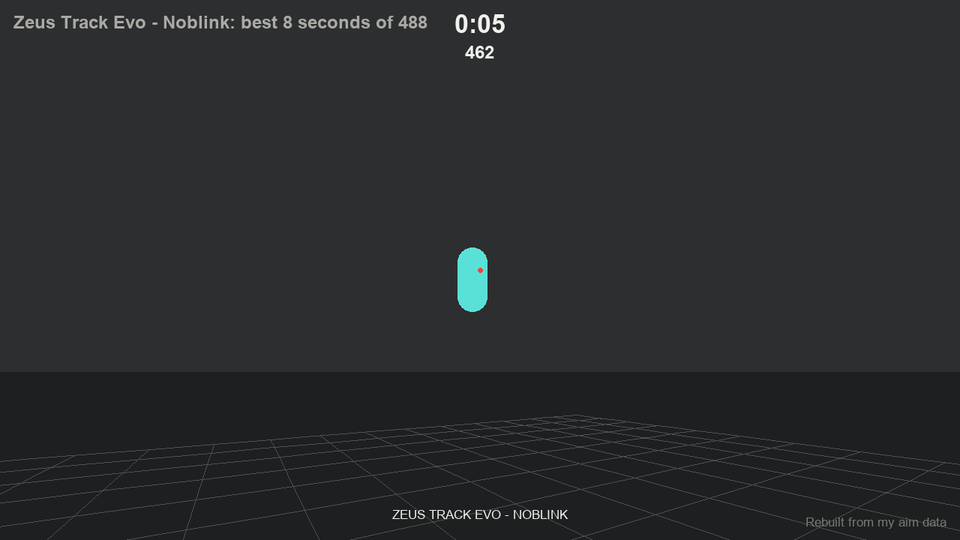 Zeus Track Evo - Noblink: best 8 seconds of 488
0:05
462
ZEUS TRACK EVO - NOBLINK
Rebuilt from my aim data